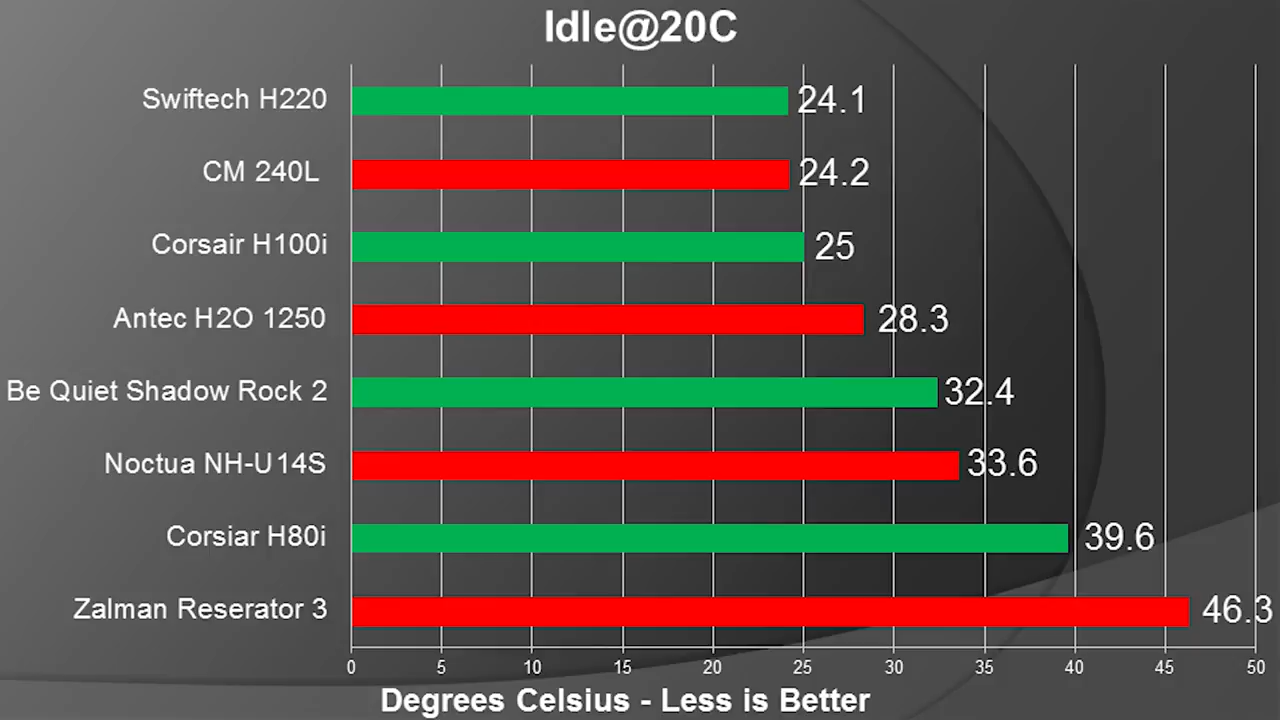 Idle@20C
Swiftech H220 24.1
CM 240L 24.2
Corsair H100i 25
Antec H2O 1250 28.3
Be Quiet Shadow Rock 2 32.4
Noctua NH-U14S 33.6
Corsiar H80i 39.6
Zalman Reserator 3 46.3
0 5 10 15 20 25 30 35 40 45 50
Degrees Celsius - Less is Better